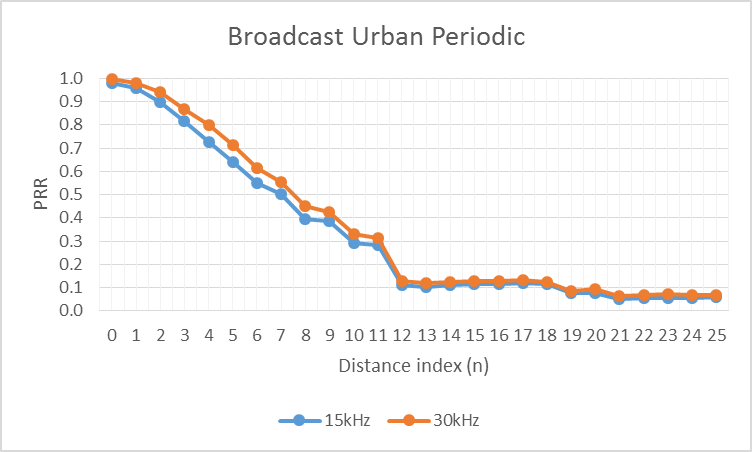 Broadcast Urban Periodic
1.0
0.9
0.8
0.7
0.6
0.5
0.4
0.3
0.2
0.1
0.0
PRR
0 1 2 3 4 5 6 7 8 9 10 11 12 13 14 15 16 17 18 19 20 21 22 23 24 25
Distance index (n)
15kHz 30kHz